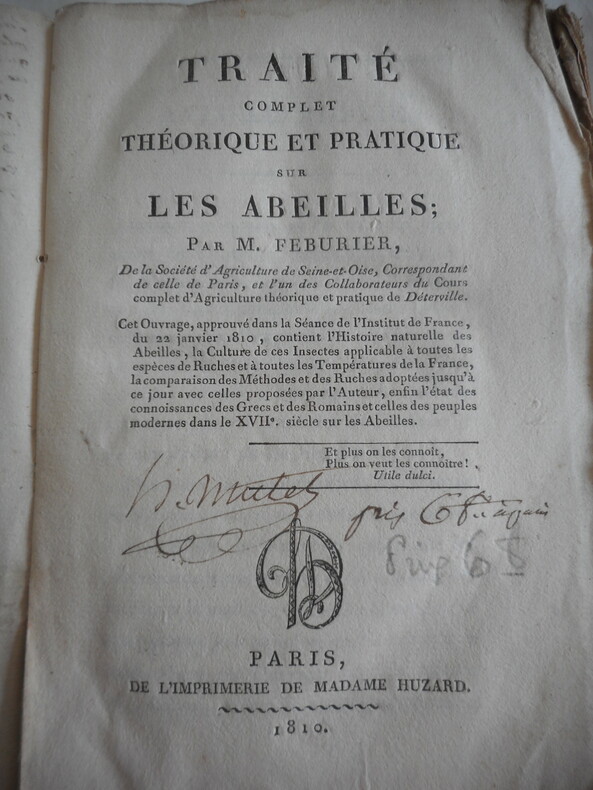 TRAITÉ
COMPLET
THÉORIQUE ET PRATIQUE
SUR
LES ABEILLES;
PAR M. FEBURIER,
De la Société d'Agriculture de Seine-et-Oise, Correspondant
de celle de Paris, et l'un des Collaborateurs du Cours
complet d'Agriculture théorique et pratique de Déterville.
Cet Ouvrage, approuvé dans la Séance de l'Institut de France,
du 22 janvier 1810, contient l'Histoire naturelle des
Abeilles, la Culture de ces Insectes applicable à toutes les
espèces de Ruches et à toutes les Températures de la France,
la comparaison des Méthodes et des Ruches adoptées jusqu'à
ce jour avec celles proposées par l'Auteur, enfin l'état des
connoissances des Grecs et des Romains et celles des peuples
modernes dans le XVIIe. siècle sur les Abeilles.
Et plus on les connoît,
Plus on veut les connoître!
Utile dulci.
PARIS,
DE L'IMPRIMERIE DE MADAME HUZARD.
1810.